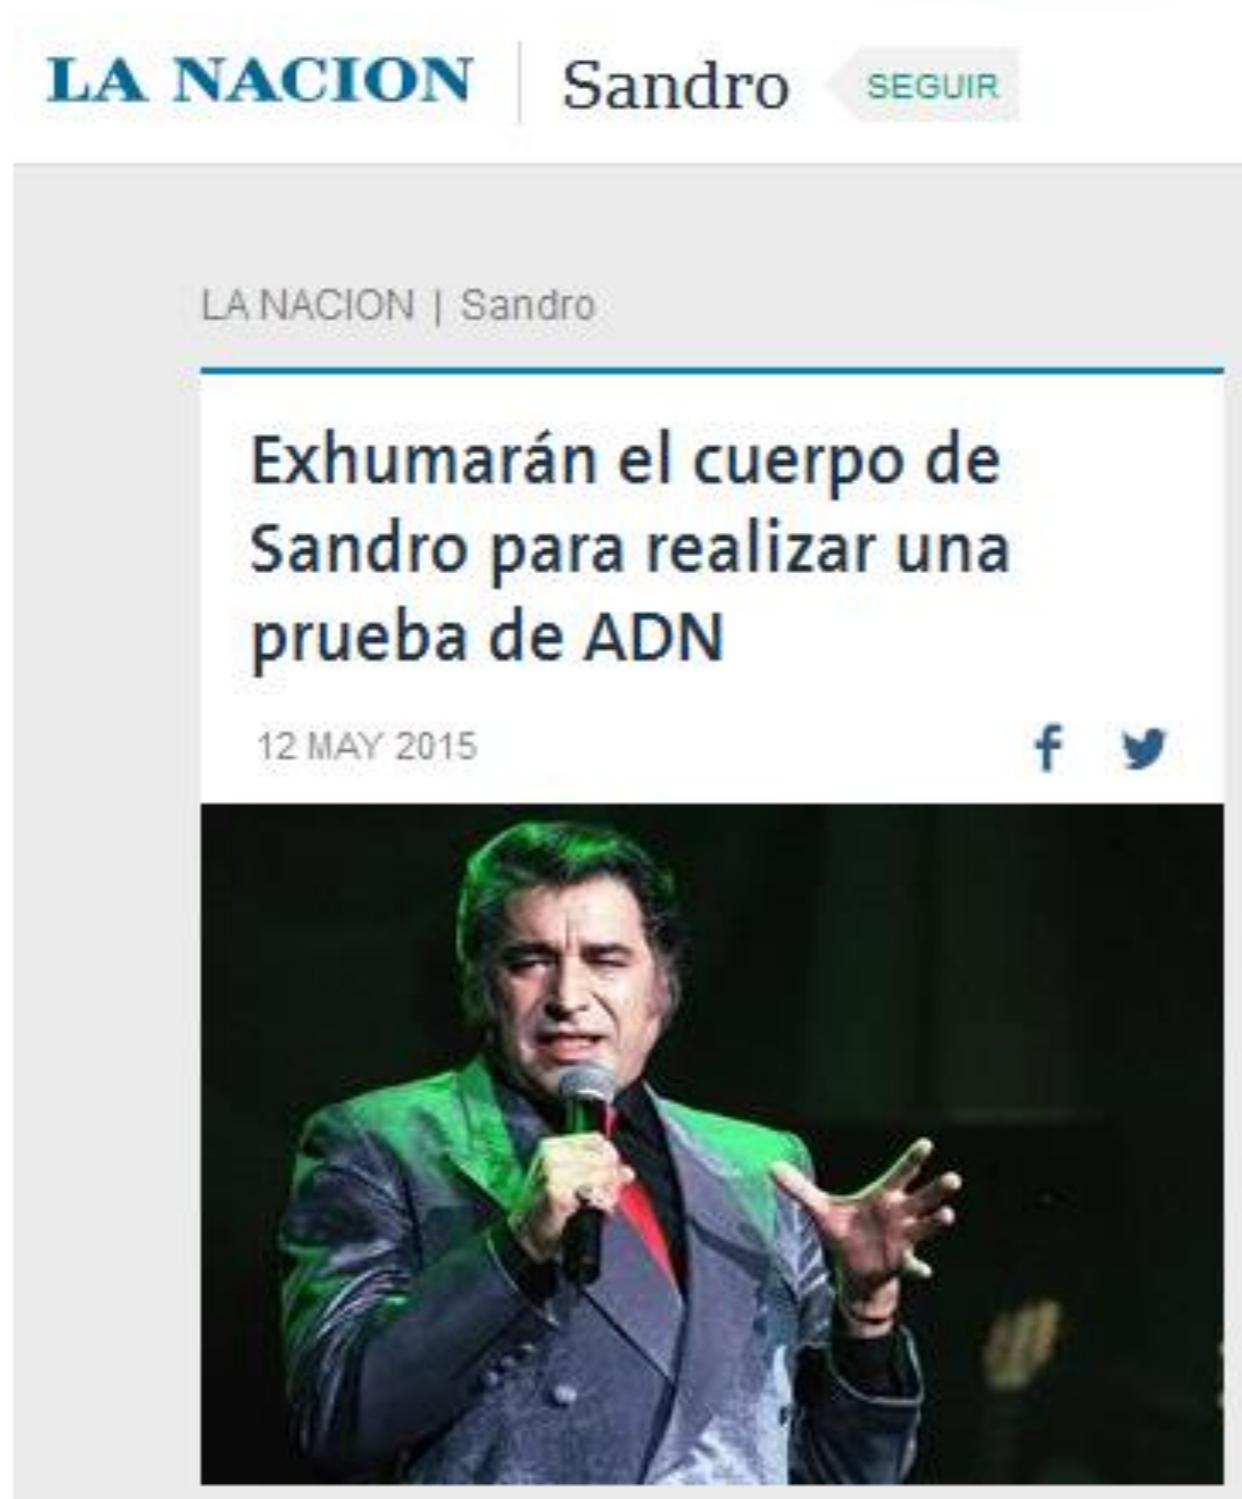 LA NACION Sandro SEGUIR
LA NACION | Sandro
Exhumarán el cuerpo de
Sandro para realizar una
prueba de ADN
12 MAY 2015